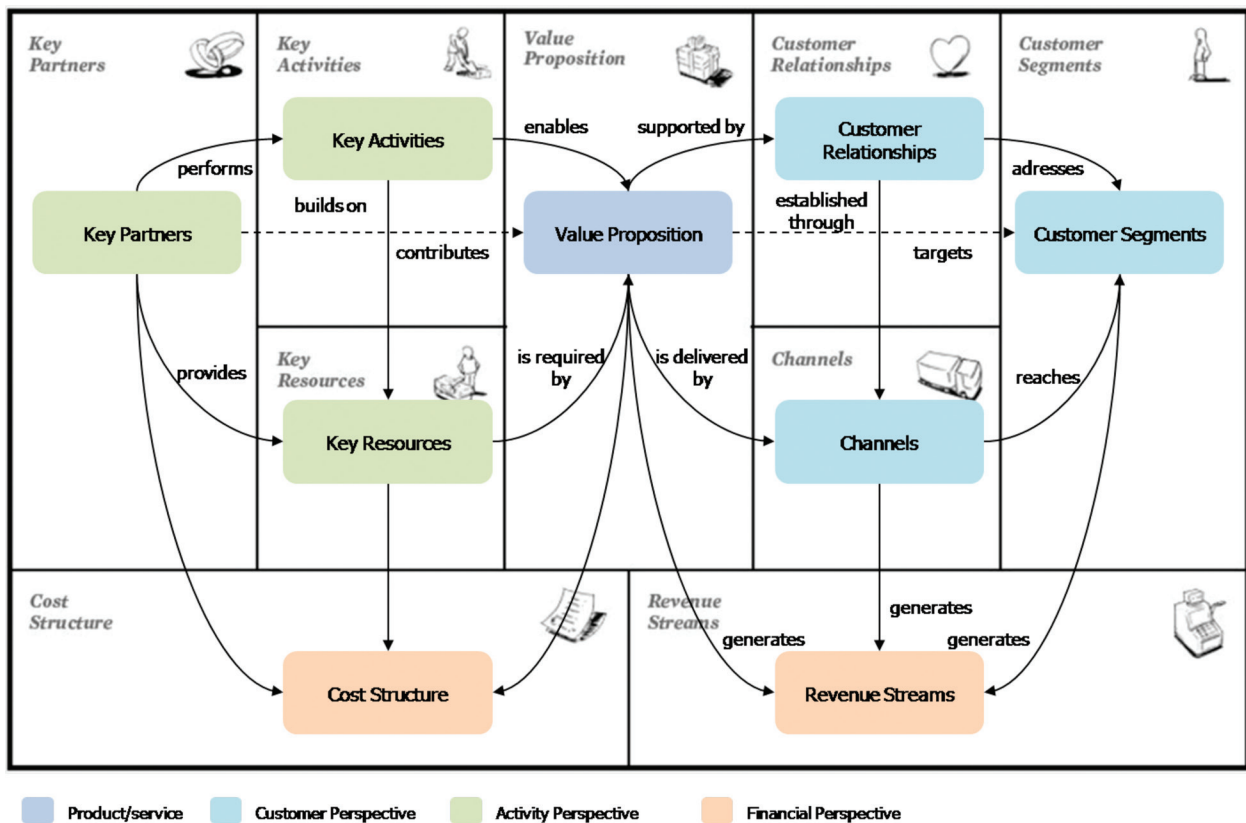 Key
Partners
Key
Activities
Value
Proposition
Customer
Relationships
Customer
Segments
Key Activities
enables
supported by
Customer
Relationships
performs
adresses
builds on
established
through
Key Partners
Value Proposition
Customer Segments
contributes
targets
Key
Resources
is required
by
is delivered
by
Channels
provides
reaches
Key Resources
Channels
Cost
Structure
Revenue
Streams
generates
generates
generates
Cost Structure
Revenue Streams
Product/service
Customer Perspective
Activity Perspective
Financial Perspective